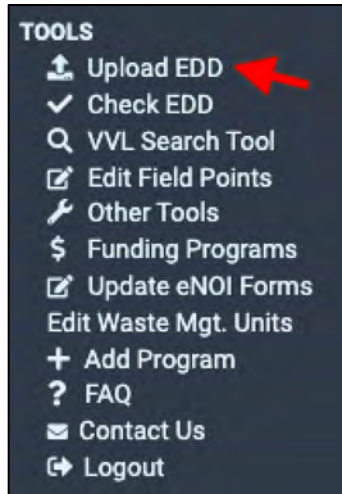 TOOLS
Upload EDD
Check EDD
VVL Search Tool
Edit Field Points
Other Tools
$ Funding Programs
Update eNOI Forms
Edit Waste Mgt. Units
+ Add Program
? FAQ
Contact Us
Logout